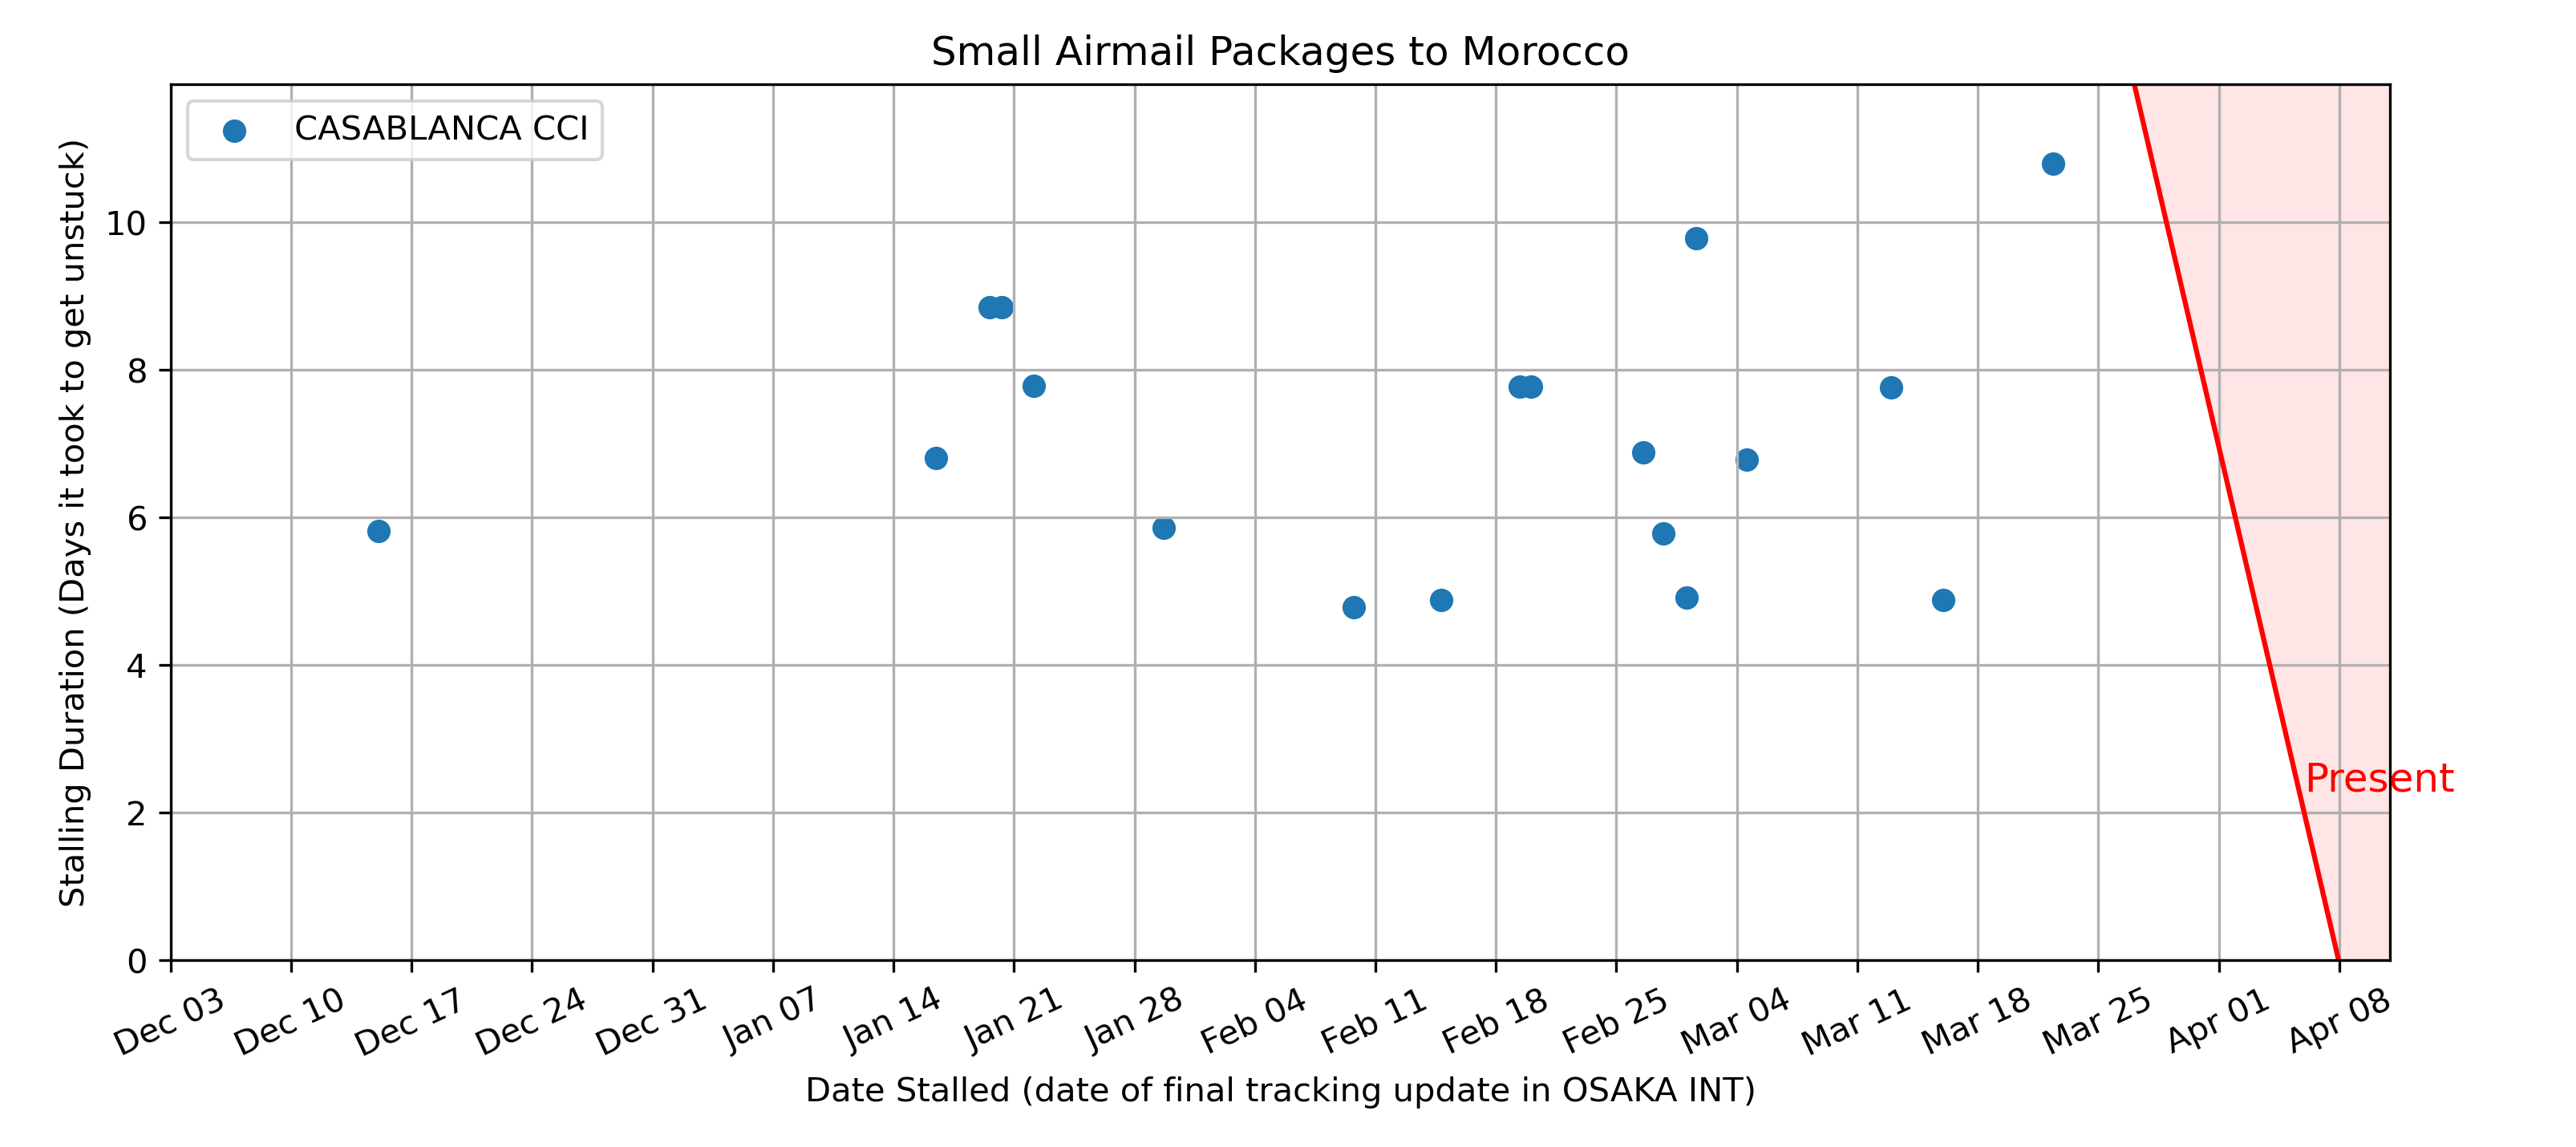 Small Airmail Packages to Morocco
CASABLANCA CCI
Stalling Duration (Days it took to get unstuck)
10
8
6
4
2
0
Present
Dec 03 Dec 10 Dec 17 Dec 24 Dec 31 Jan 07 Jan 14 Jan 21 Jan 28 Feb 04 Feb 11 Feb 18 Feb 25 Mar 04 Mar 11 Mar 18 Mar 25 Apr 01 Apr 08
Date Stalled (date of final tracking update in OSAKA INT)